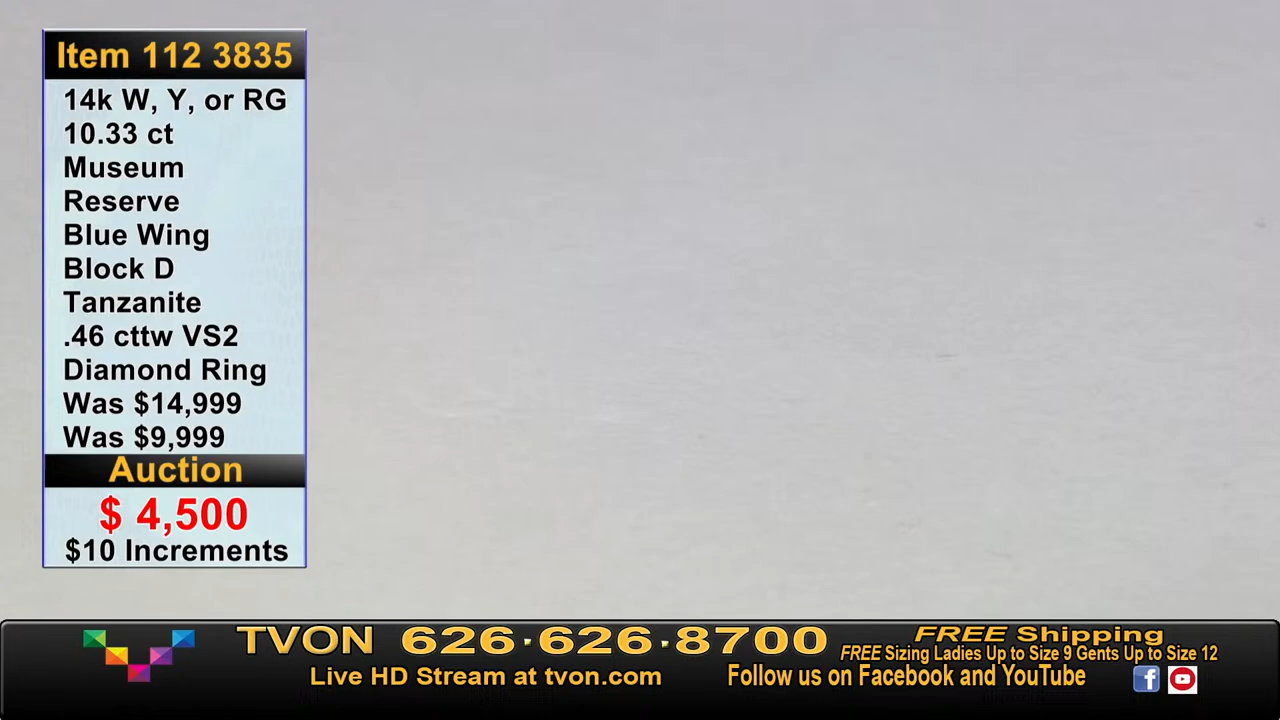 Item 112 3835
14k W, Y, or RG
10.33 ct
Museum
Reserve
Blue Wing
Block D
Tanzanite
.46 cttw VS2
Diamond Ring
Was $14,999
Was $9,999
Auction
$ 4,500
$10 Increments
TVON 626·626·8700
FREE Shipping
FREE Sizing Ladies Up to Size 9 Gents Up to Size 12
Live HD Stream at tvon.com
Follow us on Facebook and YouTube
f